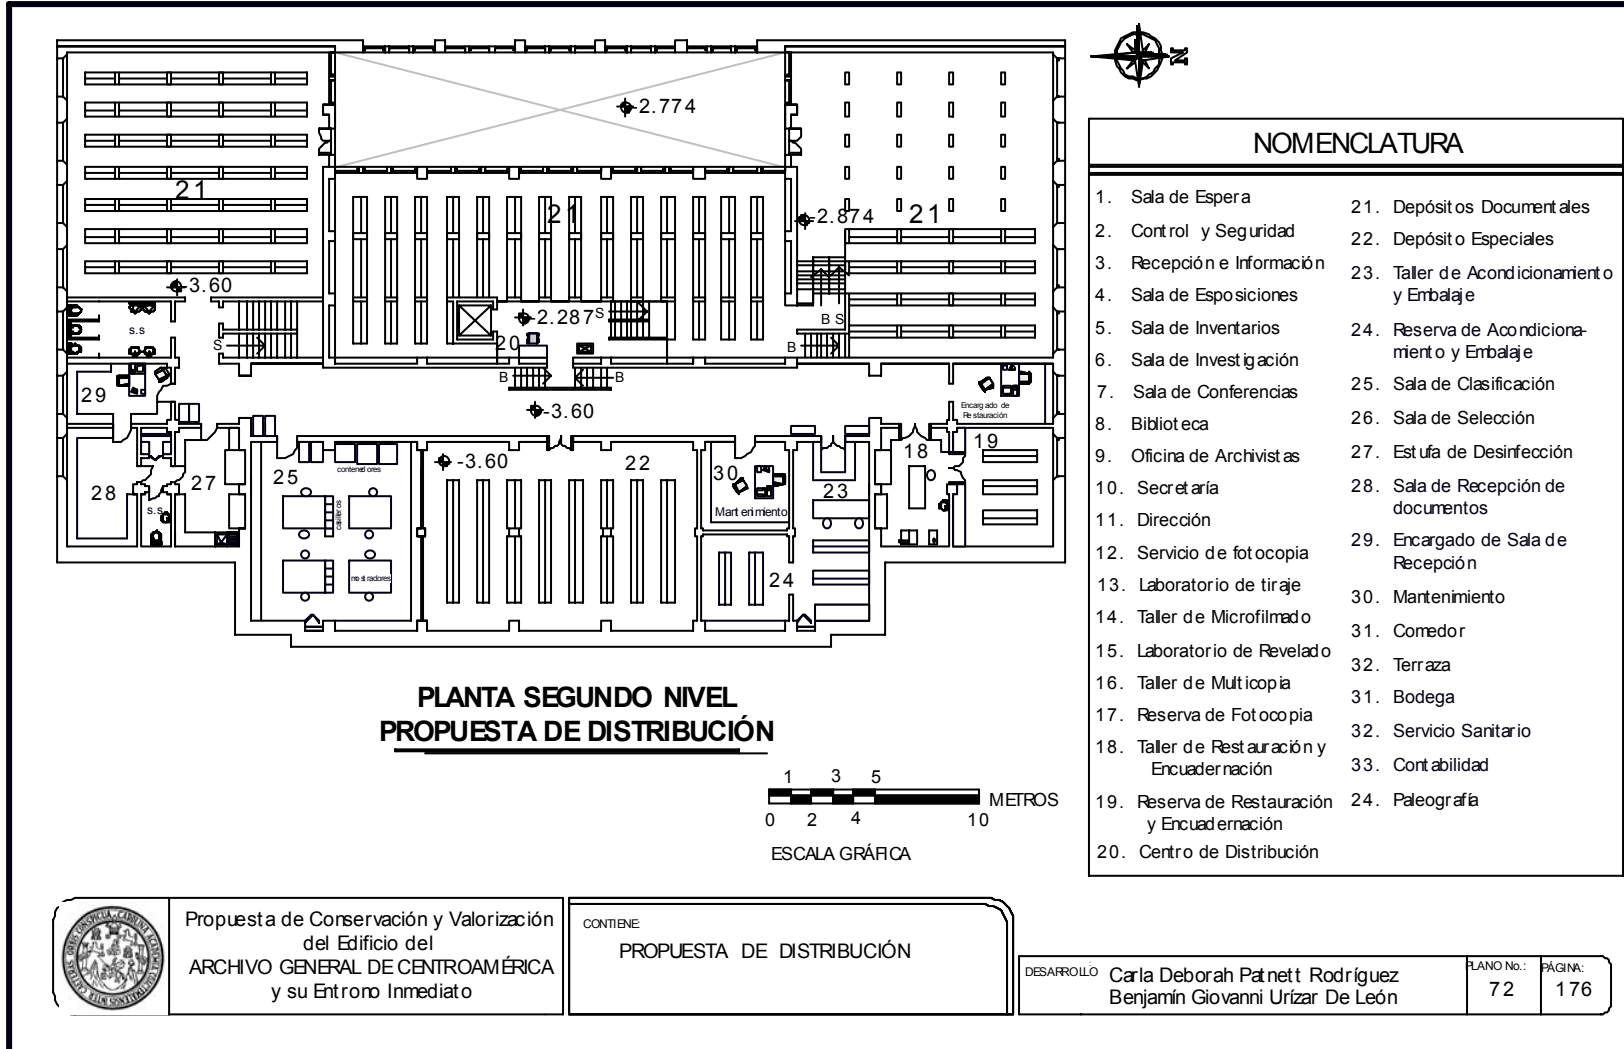 -2.774
21
21
-2.874
21
-3.60
s.s
-2.287
S
S
20
B S
B
B
B
29
-3.60
Encargado de
Restauración
28
s.s.
27
25
contenedores
casilleros
mostradores
-3.60
22
30
Mantenimiento
23
24
18
19
PLANTA SEGUNDO NIVEL
PROPUESTA DE DISTRIBUCIÓN
1 3 5
METROS
0 2 4 10
ESCALA GRÁFICA
N
NOMENCLATURA
1. Sala de Espera
2. Control y Seguridad
3. Recepción e Información
4. Sala de Esposiciones
5. Sala de Inventarios
6. Sala de Investigación
7. Sala de Conferencias
8. Biblioteca
9. Oficina de Archivistas
10. Secretaría
11. Dirección
12. Servicio de fotocopia
13. Laboratorio de tiraje
14. Taller de Microfilmado
15. Laboratorio de Revelado
16. Taller de Multicopia
17. Reserva de Fotocopia
18. Taller de Restauración y
Encuadernación
19. Reserva de Restauración
y Encuadernación
20. Centro de Distribución
21. Depósitos Documentales
22. Depósito Especiales
23. Taller de Acondicionamiento
y Embalaje
24. Reserva de Acondiciona-
miento y Embalaje
25. Sala de Clasificación
26. Sala de Selección
27. Estufa de Desinfección
28. Sala de Recepción de
documentos
29. Encargado de Sala de
Recepción
30. Mantenimiento
31. Comedor
32. Terraza
31. Bodega
32. Servicio Sanitario
33. Contabilidad
24. Paleografía
Propuesta de Conservación y Valorización
del Edificio del
ARCHIVO GENERAL DE CENTROAMÉRICA
y su Entrono Inmediato
CONTIENE:
PROPUESTA DE DISTRIBUCIÓN
DESARROLLO
Carla Deborah Patnett Rodríguez
Benjamín Giovanni Urízar De León
PLANO No.:
72
PÁGINA:
176